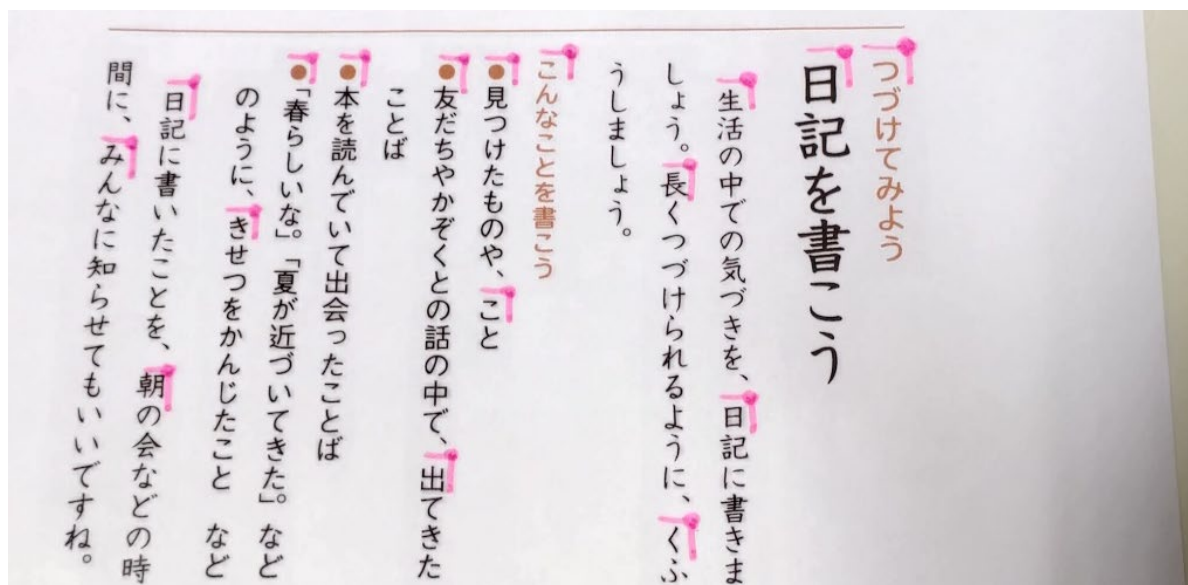 つづけてみよう
日記を書こう
生活の中での気づきを、日記に書きま
しょう。長くつづけられるように、くふ
うしましょう。
こんなことを書こう
●見つけたものや、こと
●友だちやかぞくとの話の中で、出てきた
ことば
●本を読んでいて出会ったことば
●「春らしいな。」「夏が近づいてきた。」など
のように、きせつをかんじたこと など
日記に書いたことを、朝の会などの時
間に、みんなに知らせてもいいですね。